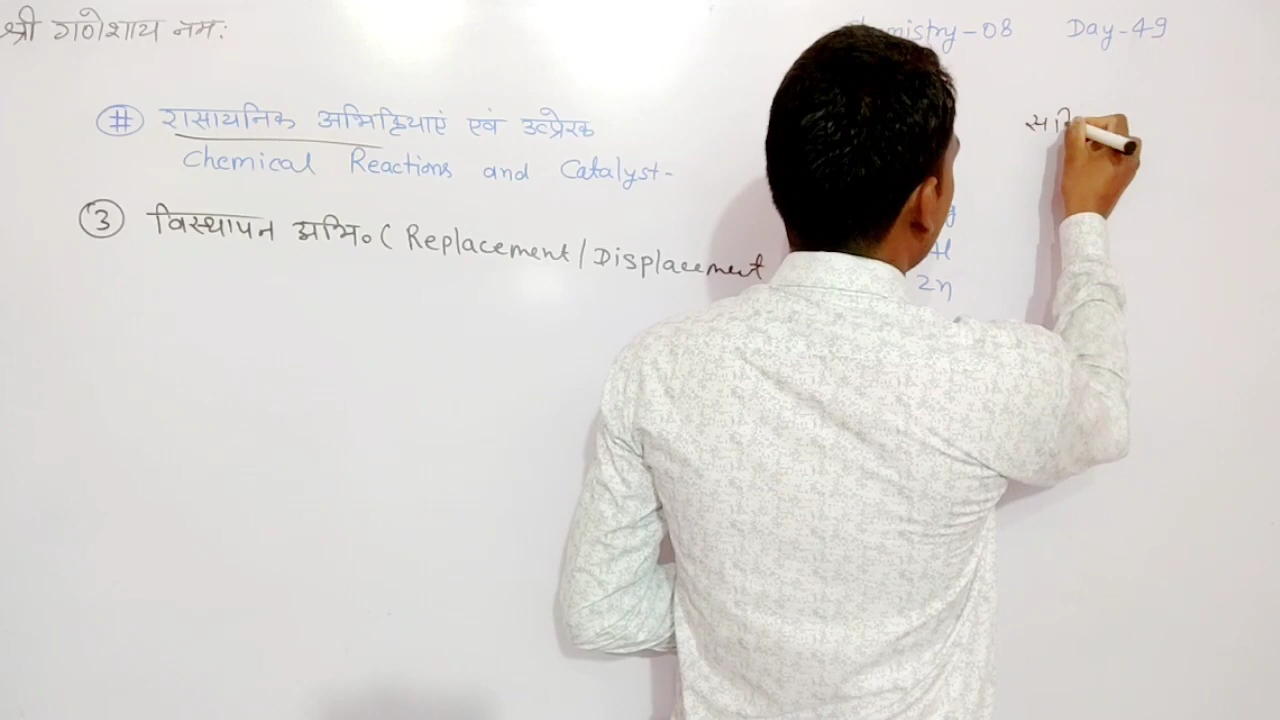 श्री गणेशाय नमः
Day-49
# रासायनिक अभिक्रियाएं एवं उत्प्रेरक
Chemical Reactions and Catalyst-
3 विस्थापन अभि० ( Replacement / Displacement
Zn